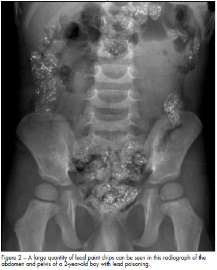 Figure 2 – A large quantity of lead paint chips can be seen in this radiograph of the
abdomen and pelvis of a 2-year-old boy with lead poisoning.